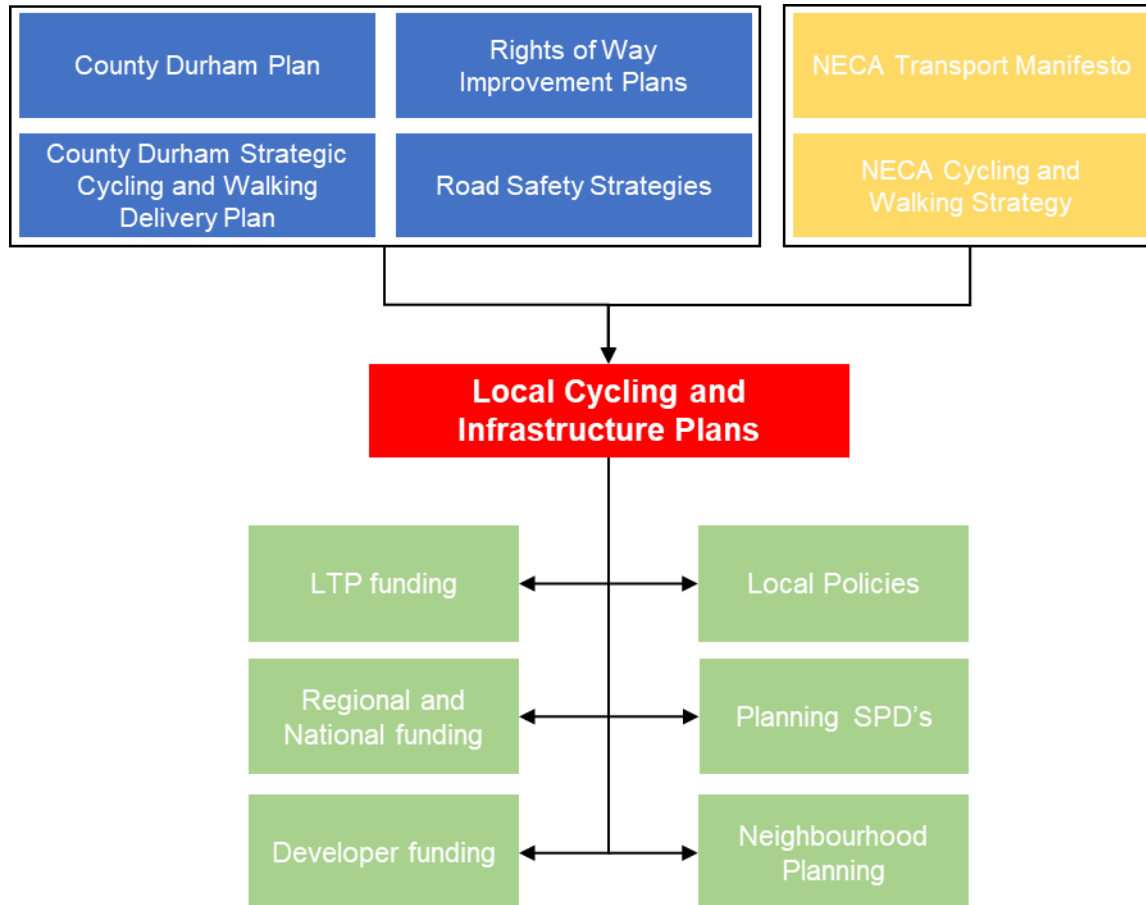 County Durham Plan
Rights of Way
Improvement Plans
NECA Transport Manifesto
County Durham Strategic
Cycling and Walking
Delivery Plan
Road Safety Strategies
NECA Cycling and
Walking Strategy
Local Cycling and
Infrastructure Plans
LTP funding
Local Policies
Regional and
National funding
Planning SPD's
Developer funding
Neighbourhood
Planning